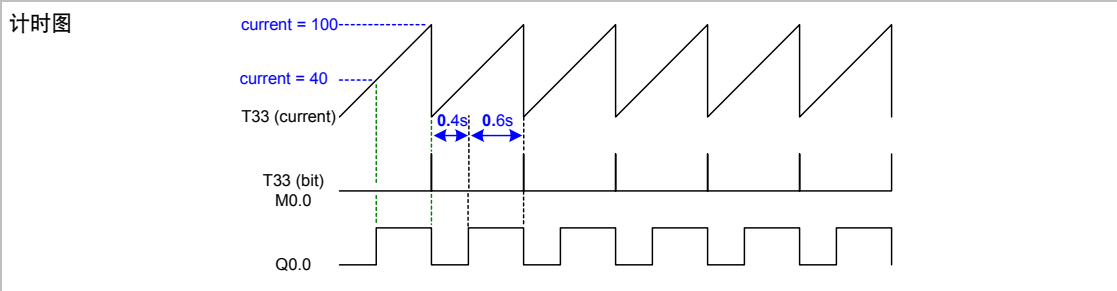 计时图
current = 100
current = 40
T33 (current)
0.4s 0.6s
T33 (bit)
M0.0
Q0.0